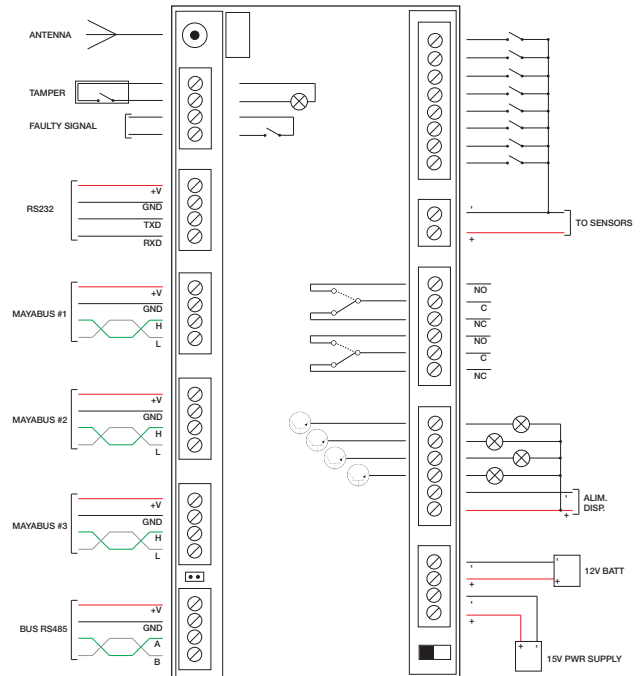 ANTENNA
TAMPER
FAULTY SIGNAL
RS232
+V
GND
TXD
RXD
MAYABUS #1
+V
GND
H
L
MAYABUS #2
+V
GND
H
L
MAYABUS #3
+V
GND
H
L
BUS RS485
+V
GND
A
B
-
+
TO SENSORS
NO
C
NC
NO
C
NC
-
+
ALIM.
DISP.
-
+
-
+
12V BATT
-
+
+ -
15V PWR SUPPLY